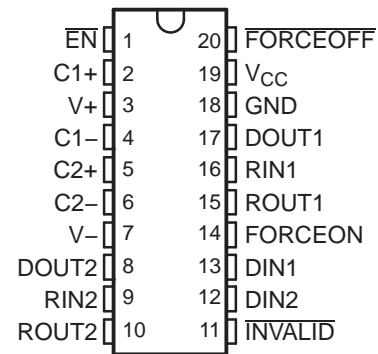 EN 1 20 FORCEOFF
C1+ 2 19 VCC
V+ 3 18 GND
C1− 4 17 DOUT1
C2+ 5 16 RIN1
C2− 6 15 ROUT1
V− 7 14 FORCEON
DOUT2 8 13 DIN1
RIN2 9 12 DIN2
ROUT2 10 11 INVALID